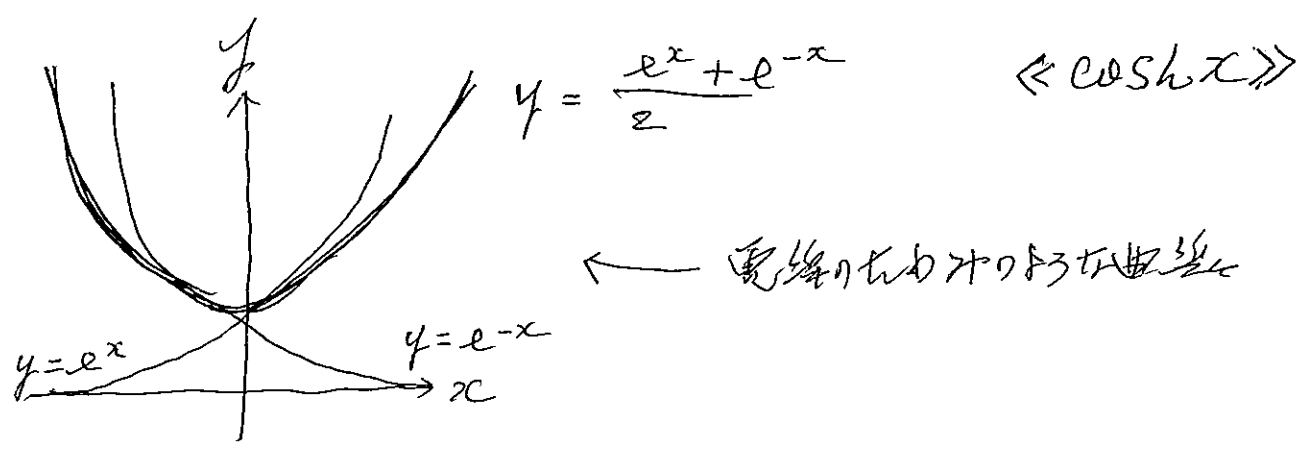 y
y = (e^x + e^{-x})/2 ≪cosh x≫
← 電線のたわみのような曲線
y = e^x
y = e^{-x}
x